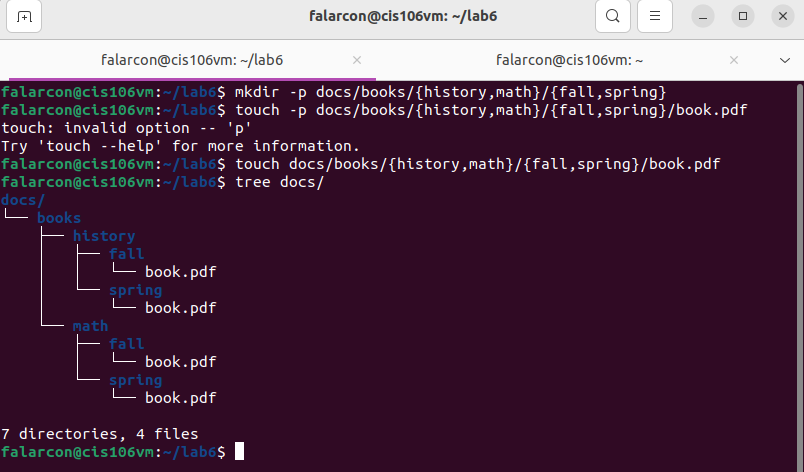 falarcon@cis106vm: ~/lab6
falarcon@cis106vm: ~/lab6 falarcon@cis106vm: ~
falarcon@cis106vm:~/lab6$ mkdir -p docs/books/{history,math}/{fall,spring}
falarcon@cis106vm:~/lab6$ touch -p docs/books/{history,math}/{fall,spring}/book.pdf
touch: invalid option -- 'p'
Try 'touch --help' for more information.
falarcon@cis106vm:~/lab6$ touch docs/books/{history,math}/{fall,spring}/book.pdf
falarcon@cis106vm:~/lab6$ tree docs/
docs/
└── books
    ├── history
    │   ├── fall
    │   │   └── book.pdf
    │   └── spring
    │       └── book.pdf
    └── math
        ├── fall
        │   └── book.pdf
        └── spring
            └── book.pdf
7 directories, 4 files
falarcon@cis106vm:~/lab6$